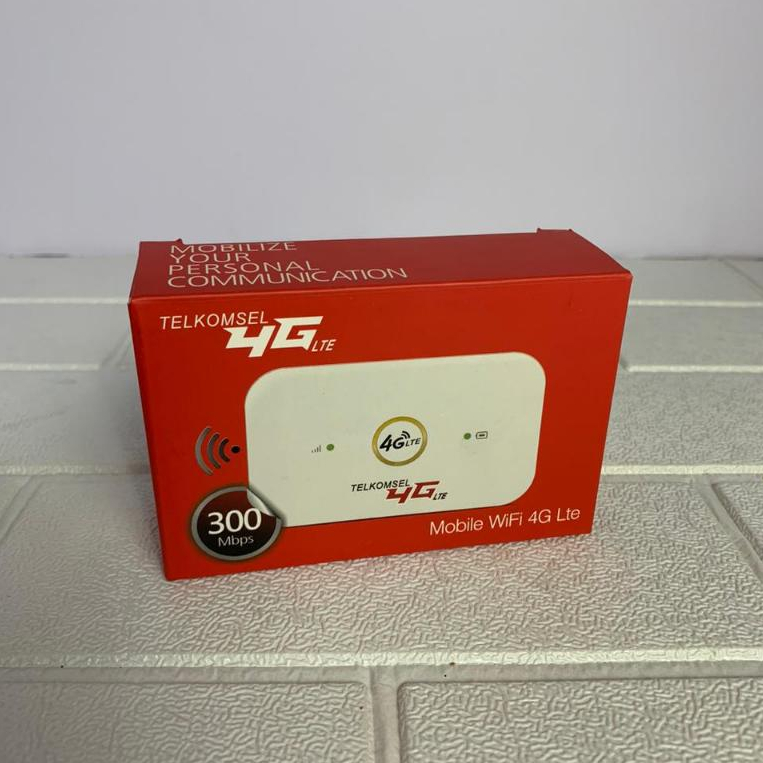 MOBILIZE
YOUR
PERSONAL
COMMUNICATION
TELKOMSEL
4G LTE
4G LTE
TELKOMSEL
4G LTE
300
Mbps
Mobile WiFi 4G Lte